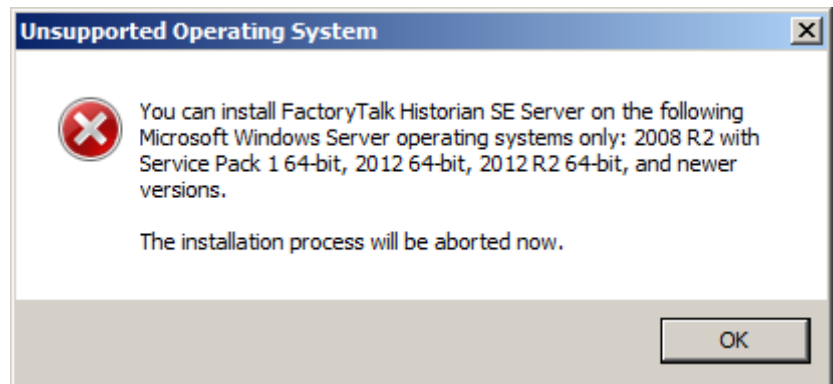 Unsupported Operating System
You can install FactoryTalk Historian SE Server on the following
Microsoft Windows Server operating systems only: 2008 R2 with
Service Pack 1 64-bit, 2012 64-bit, 2012 R2 64-bit, and newer
versions.
The installation process will be aborted now.
OK